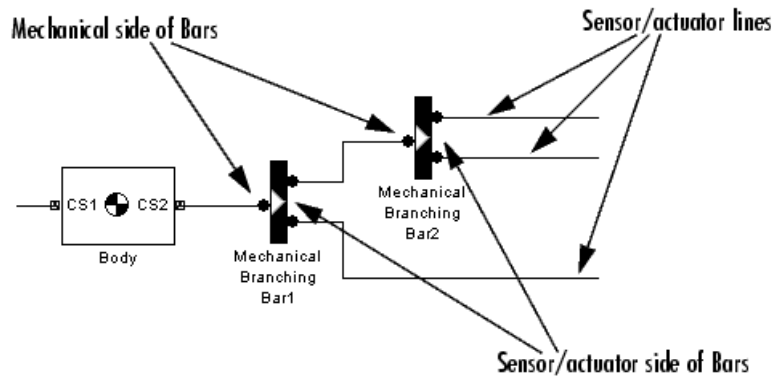 Mechanical side of Bars
Sensor/actuator lines
CS1 CS2
Body
Mechanical
Branching
Bar1
Mechanical
Branching
Bar2
Sensor/actuator side of Bars